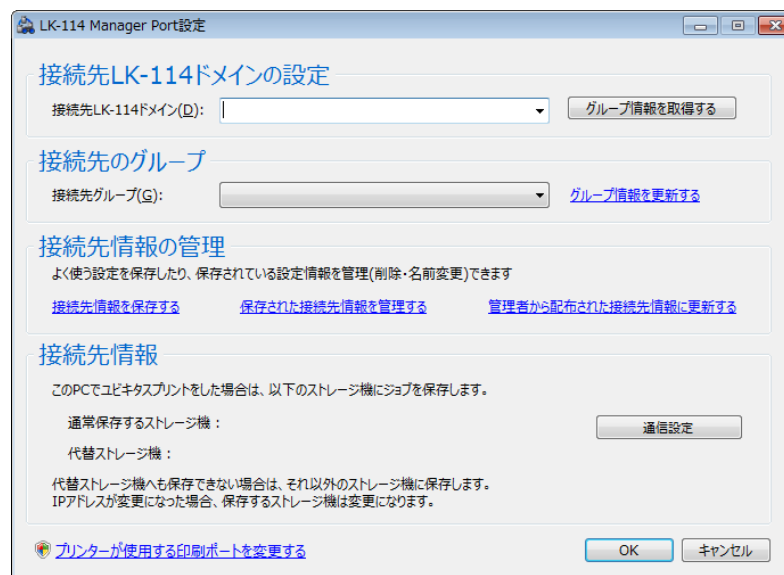 LK-114 Manager Port設定
接続先LK-114ドメインの設定
接続先LK-114ドメイン(D):
グループ情報を取得する
接続先のグループ
接続先グループ(G):
グループ情報を更新する
接続先情報の管理
よく使う設定を保存したり、保存されている設定情報を管理(削除・名前変更)できます
接続先情報を保存する
保存された接続先情報を管理する
管理者から配布された接続先情報に更新する
接続先情報
このPCでユビキタスプリントをした場合は、以下のストレージ機にジョブを保存します。
通常保存するストレージ機：
通信設定
代替ストレージ機：
代替ストレージ機へも保存できない場合は、それ以外のストレージ機に保存します。
IPアドレスが変更になった場合、保存するストレージ機は変更になります。
プリンターが使用する印刷ポートを変更する
OK
キャンセル